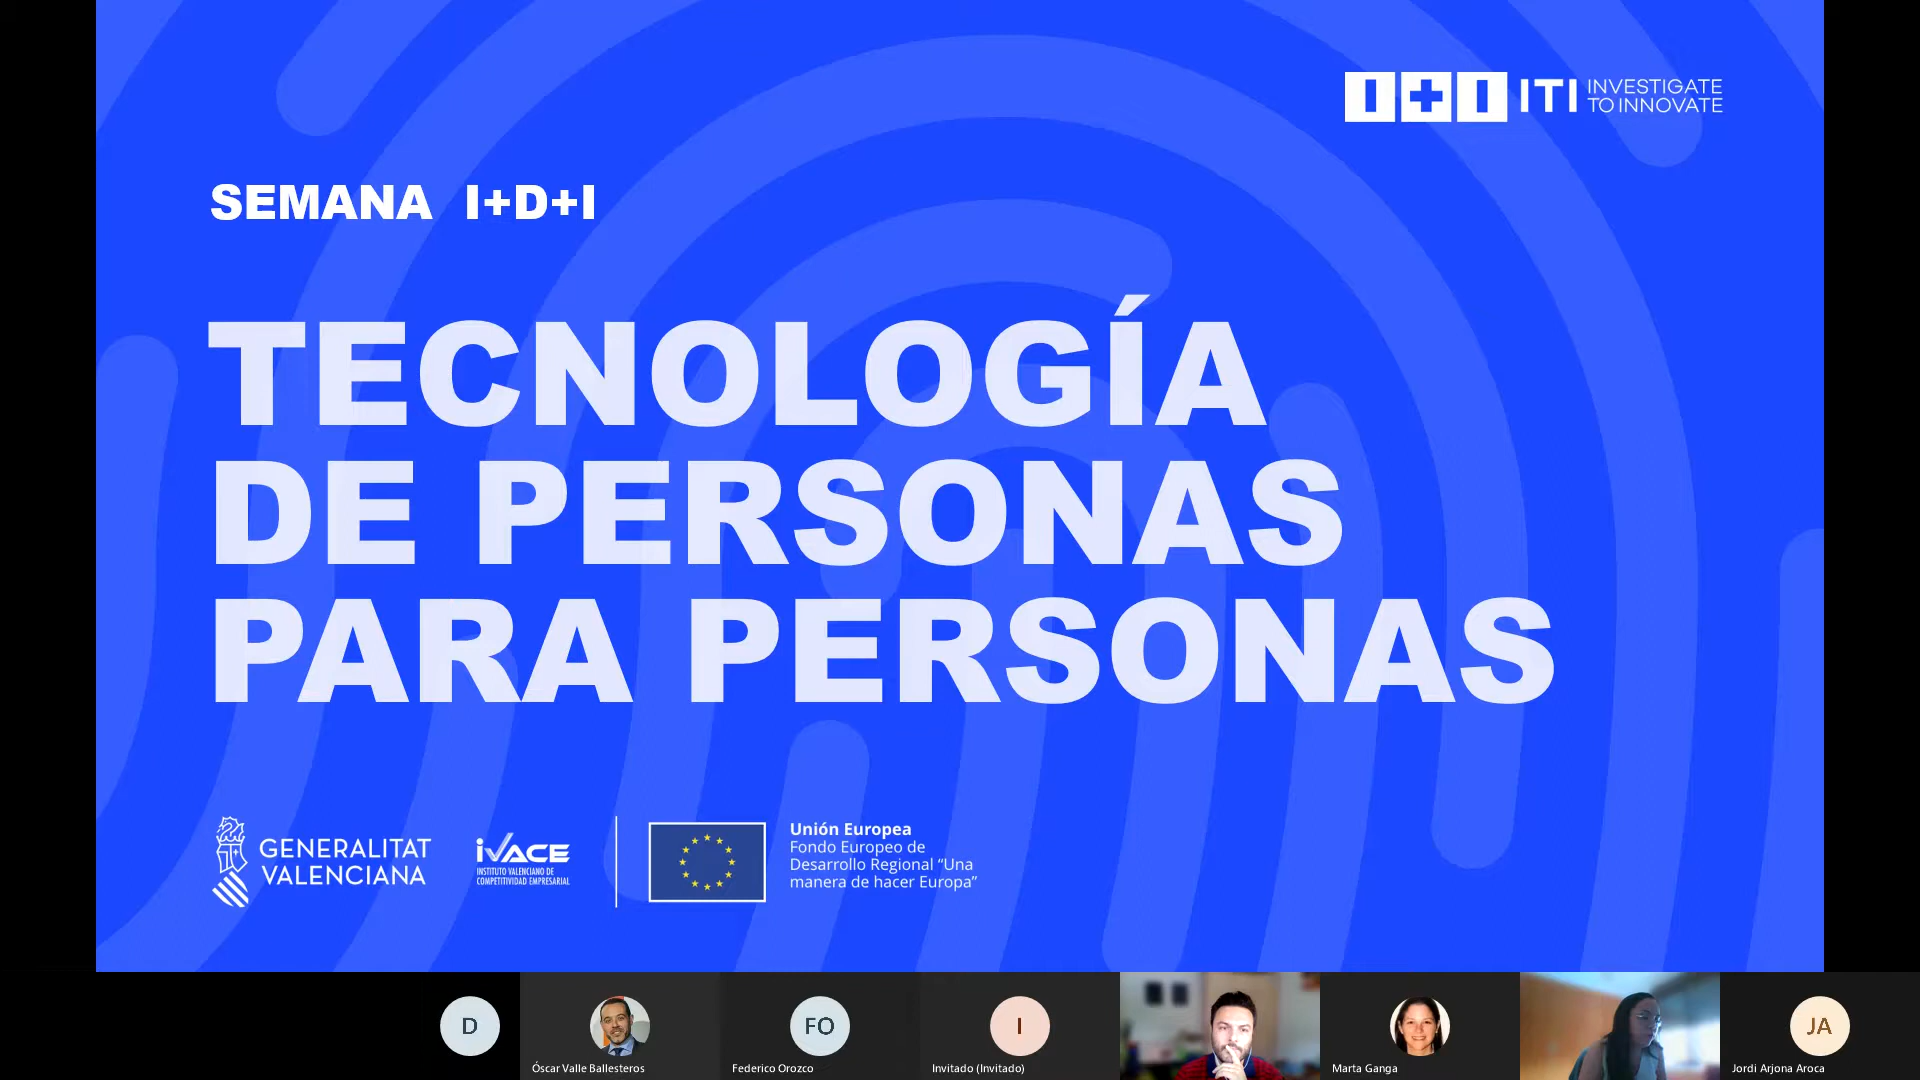 ITI INVESTIGATE
TO INNOVATE
SEMANA I+D+I
TECNOLOGÍA
DE PERSONAS
PARA PERSONAS
GENERALITAT
VALENCIANA
iVACE
INSTITUTO VALENCIANO DE
COMPETITIVIDAD EMPRESARIAL
Unión Europea
Fondo Europeo de
Desarrollo Regional “Una
manera de hacer Europa”
D
FO
I
JA
Óscar Valle Ballesteros
Federico Orozco
Invitado (Invitado)
Marta Ganga
Jordi Arjona Aroca